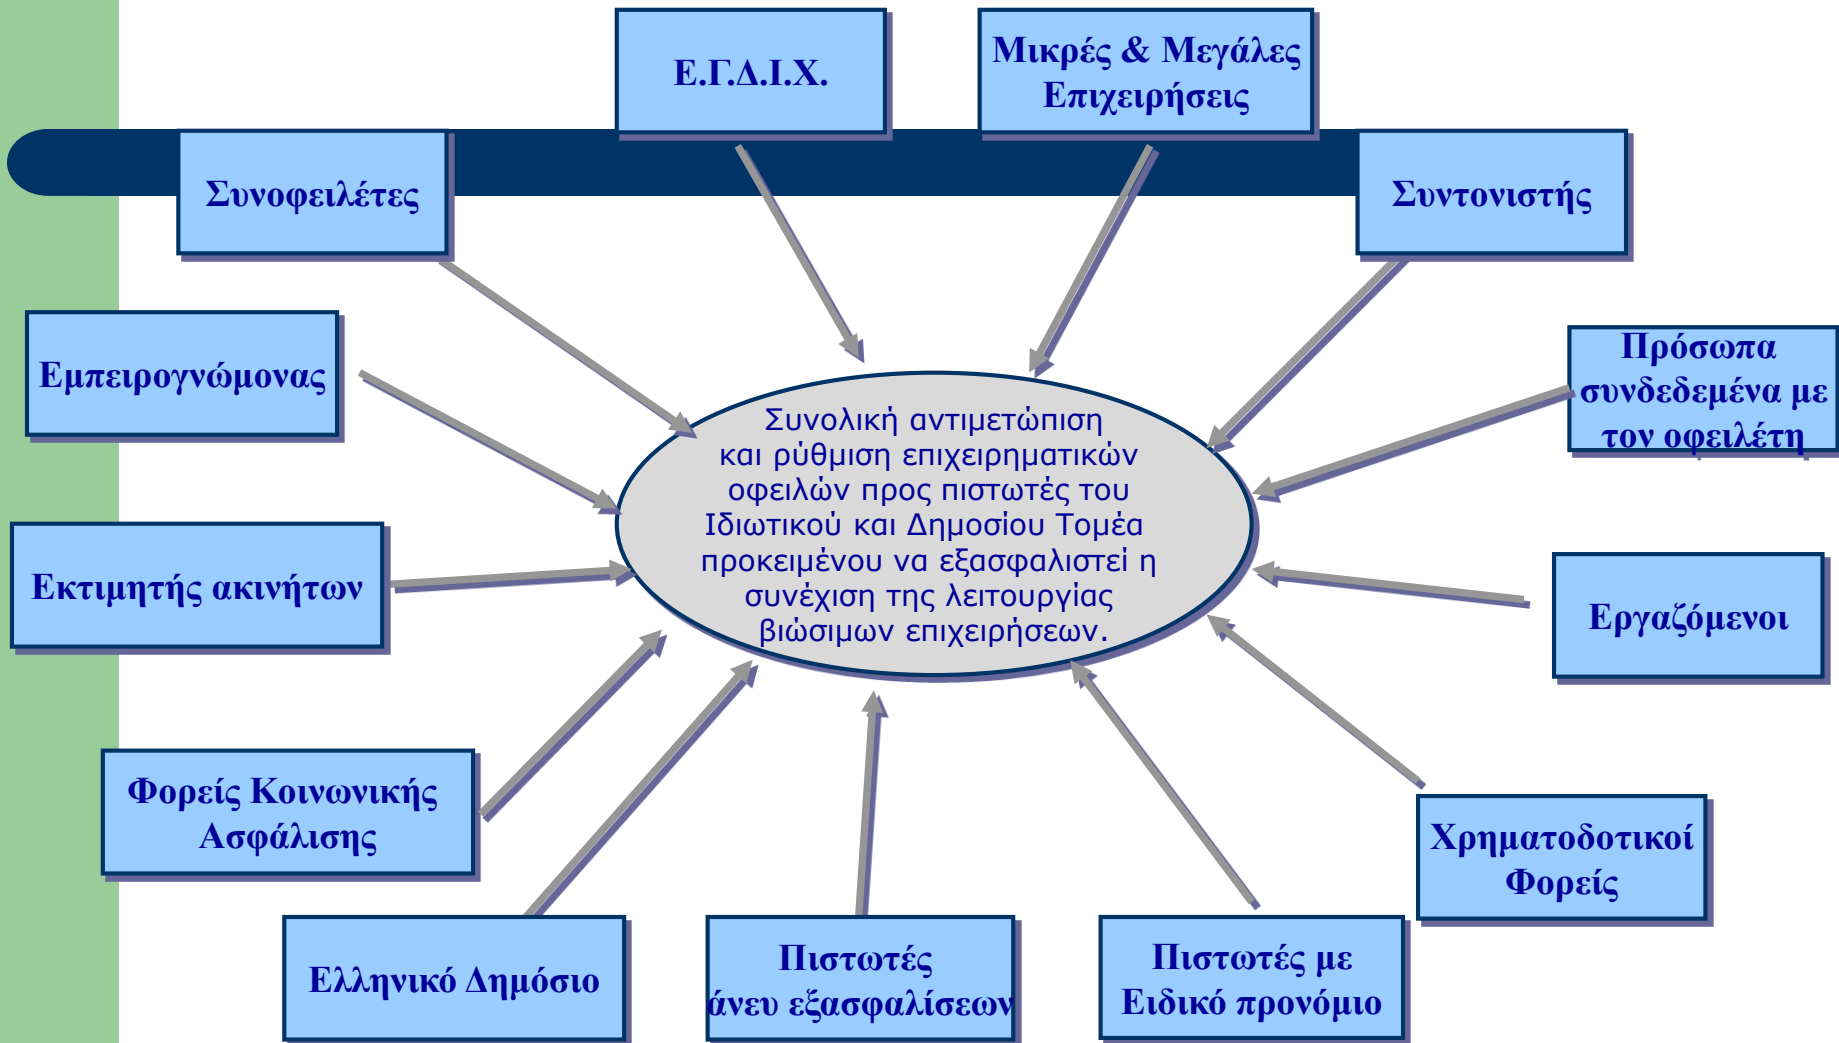 Ε.Γ.Δ.Ι.Χ.
Μικρές & Μεγάλες
Επιχειρήσεις
Συνοφειλέτες
Συντονιστής
Εμπειρογνώμονας
Πρόσωπα
συνδεδεμένα με
τον οφειλέτη
Συνολική αντιμετώπιση
και ρύθμιση επιχειρηματικών
οφειλών προς πιστωτές του
Ιδιωτικού και Δημοσίου Τομέα
προκειμένου να εξασφαλιστεί η
συνέχιση της λειτουργίας
βιώσιμων επιχειρήσεων.
Εκτιμητής ακινήτων
Εργαζόμενοι
Φορείς Κοινωνικής
Ασφάλισης
Χρηματοδοτικοί
Φορείς
Ελληνικό Δημόσιο
Πιστωτές
άνευ εξασφαλίσεων
Πιστωτές με
Ειδικό προνόμιο